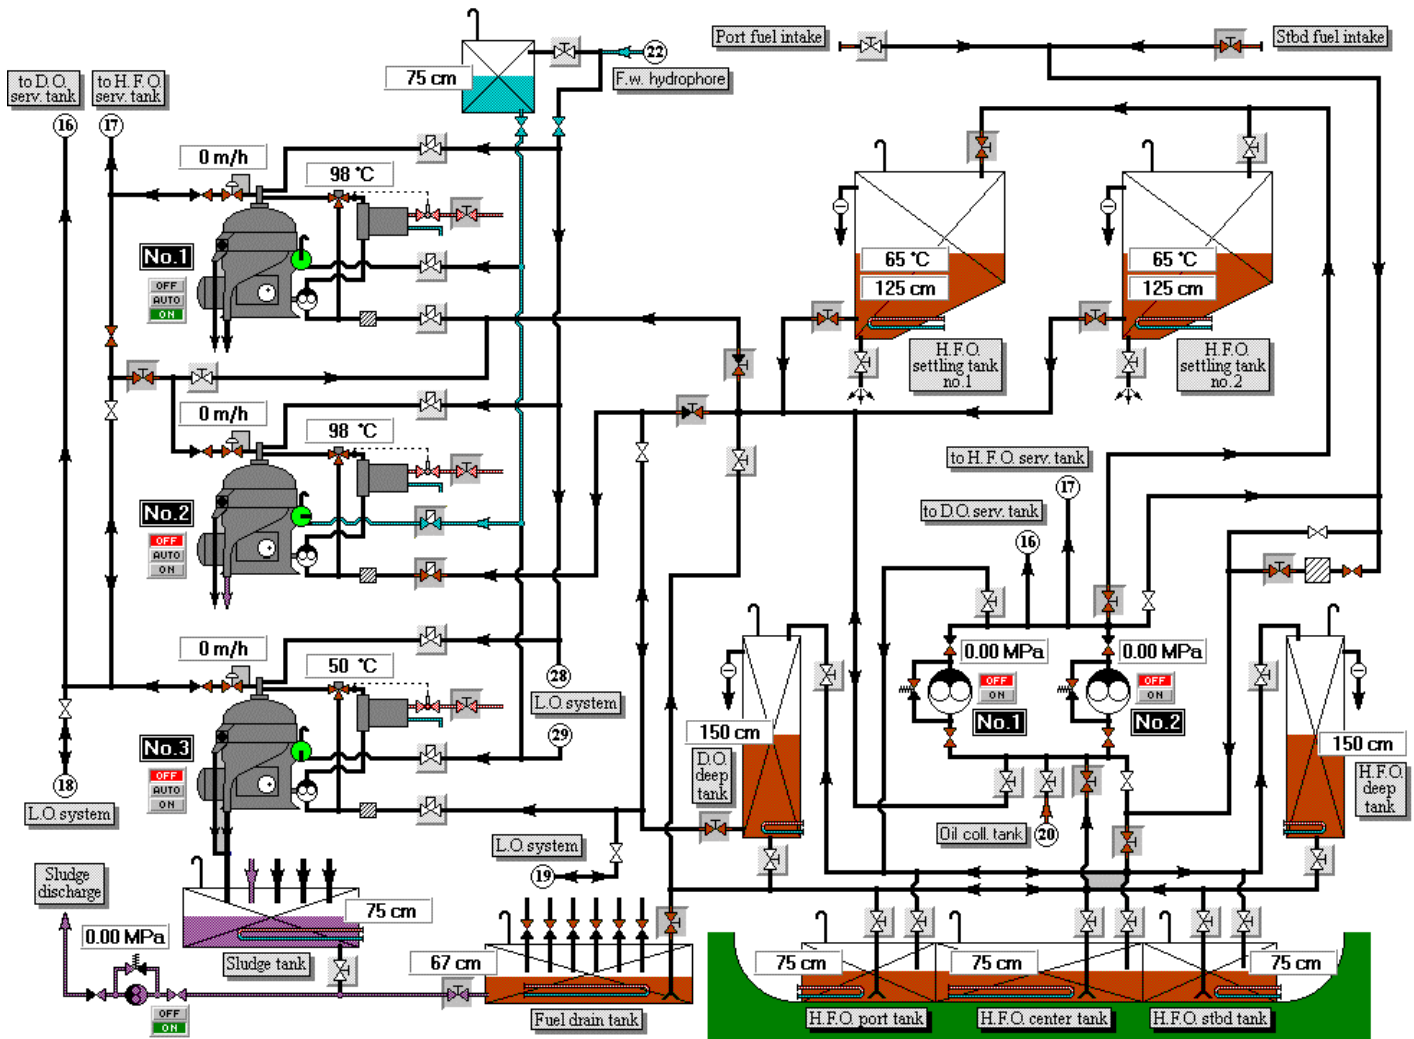 Port fuel intake
Stbd fuel intake
22
F.w. hydrophore
75 cm
to D.O.
serv. tank
to H.F.O.
serv. tank
16
17
0 m/h
98 °C
No.1
OFF
AUTO
ON
65 °C
125 cm
65 °C
125 cm
H.F.O.
settling tank
no.1
H.F.O.
settling tank
no.2
0 m/h
98 °C
No.2
OFF
AUTO
ON
to H.F.O. serv. tank
17
to D.O. serv. tank
16
0 m/h
50 °C
28
L.O system
29
No.3
OFF
AUTO
ON
18
L.O. system
0.00 MPa
OFF
ON
No.1
0.00 MPa
OFF
ON
No.2
150 cm
D.O.
deep
tank
150 cm
H.F.O.
deep
tank
Oil coll. tank
20
L.O. system
19
Sludge
discharge
0.00 MPa
75 cm
Sludge tank
OFF
ON
67 cm
Fuel drain tank
75 cm
75 cm
75 cm
H.F.O. port tank
H.F.O. center tank
H.F.O. stbd tank